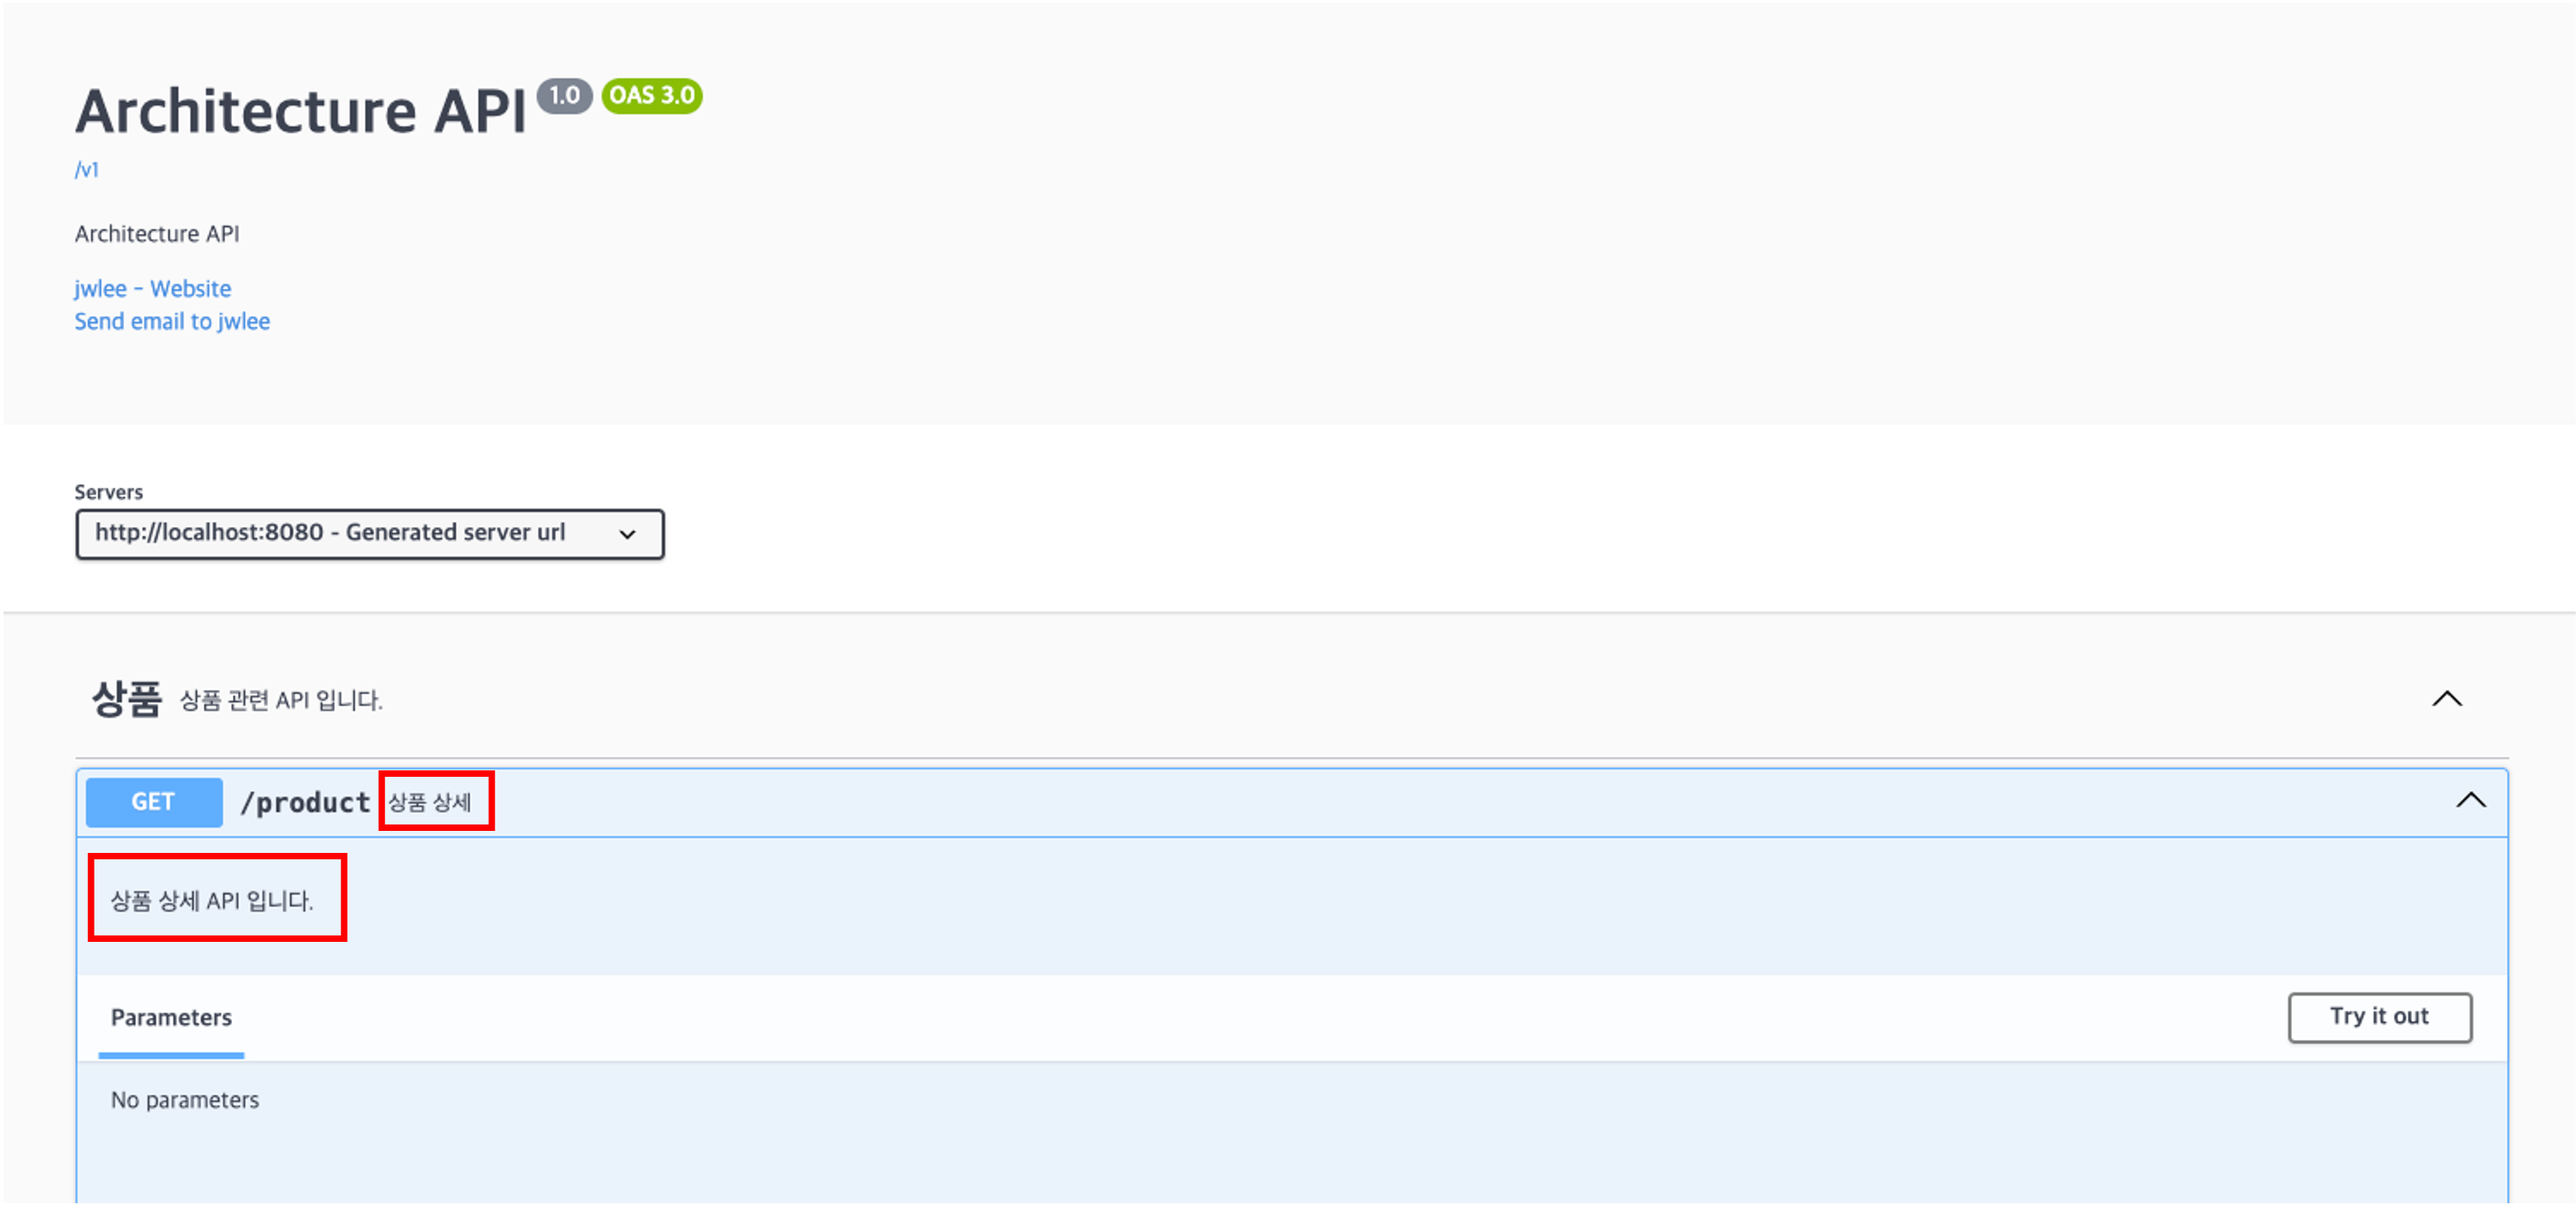 Architecture API 1.0 OAS 3.0
/v1
Architecture API
jwlee - Website
Send email to jwlee
Servers
http://localhost:8080 - Generated server url
상품 상품 관련 API 입니다.
GET /product 상품 상세
상품 상세 API 입니다.
Parameters Try it out
No parameters